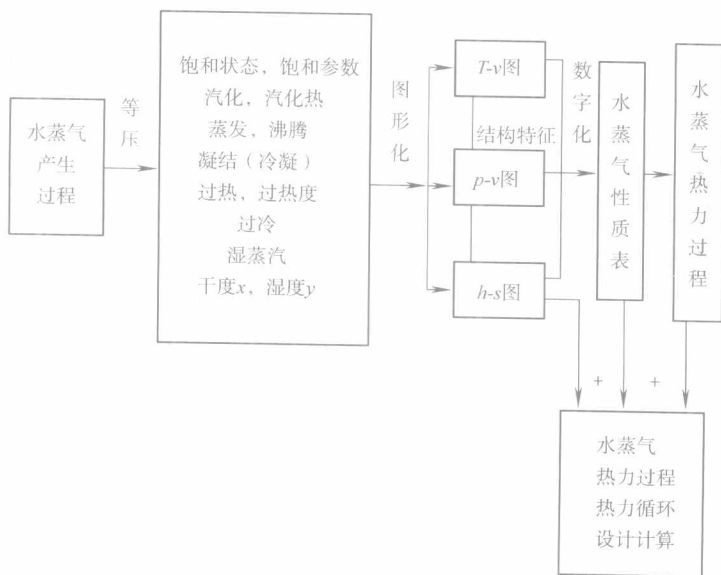 水蒸气
产生
过程
等压
饱和状态，饱和参数
汽化，汽化热
蒸发，沸腾
凝结（冷凝）
过热，过热度
过冷
湿蒸汽
干度x，湿度y
图形化
T-v图
结构特征
p-v图
h-s图
数字化
水蒸气性质表
水蒸气热力过程
+
+
水蒸气
热力过程
热力循环
设计计算